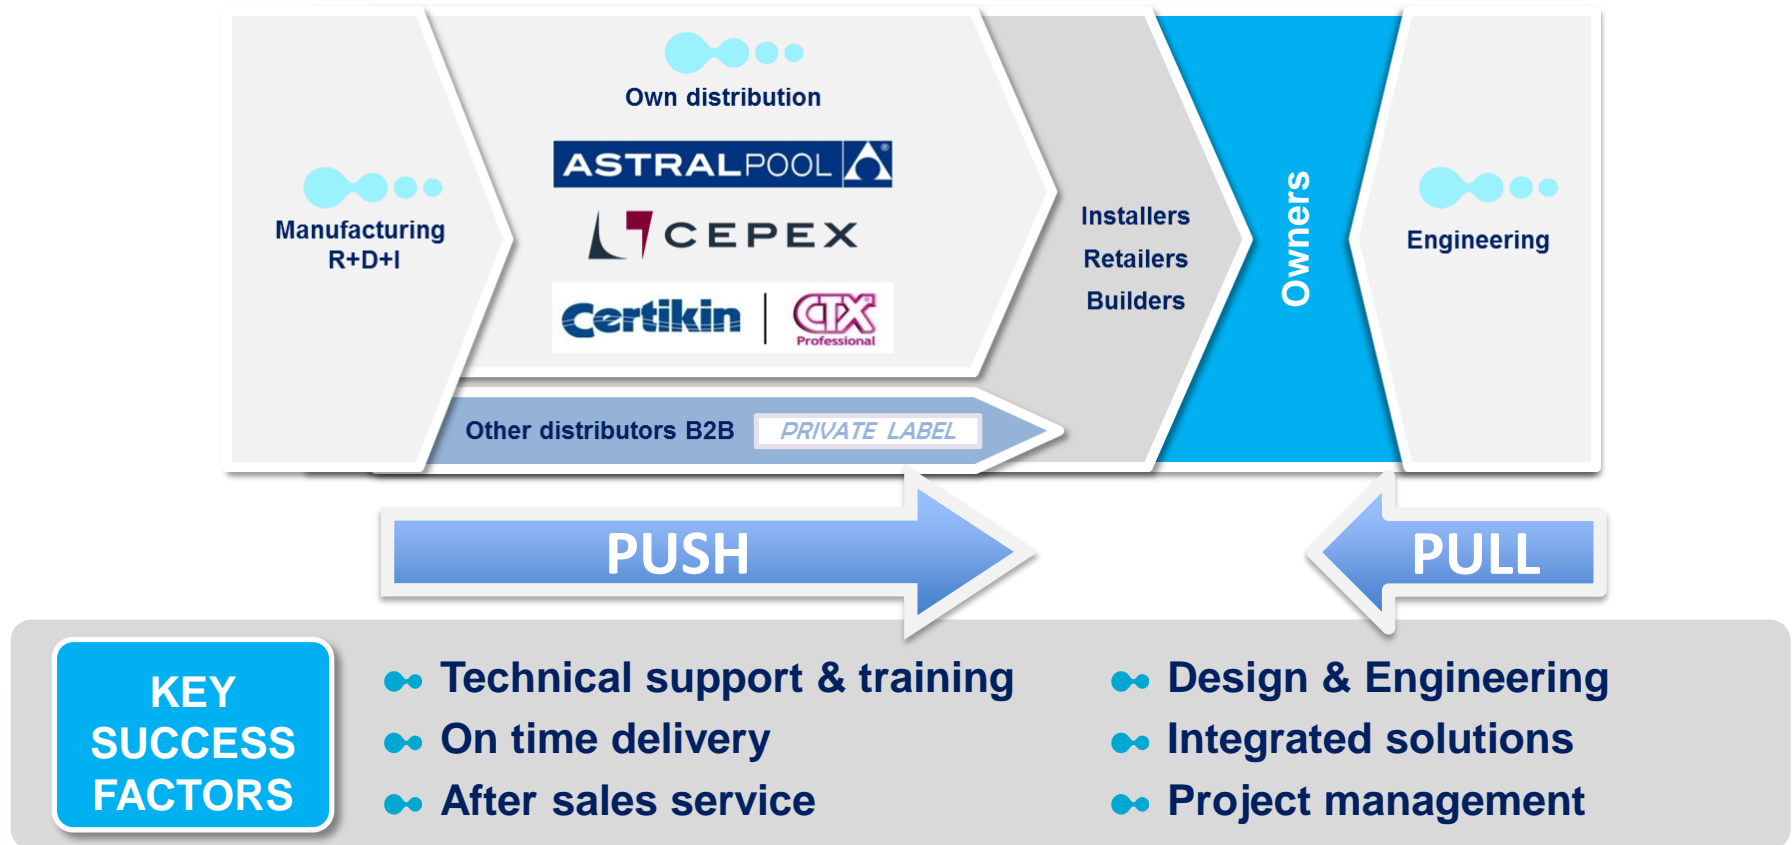 Own distribution
ASTRALPOOL ®
CEPEX
Certikin
CTX
Professional
Manufacturing
R+D+I
Other distributors B2B
PRIVATE LABEL
Installers
Retailers
Builders
Owners
Engineering
PUSH
PULL
KEY
SUCCESS
FACTORS
Technical support & training
On time delivery
After sales service
Design & Engineering
Integrated solutions
Project management